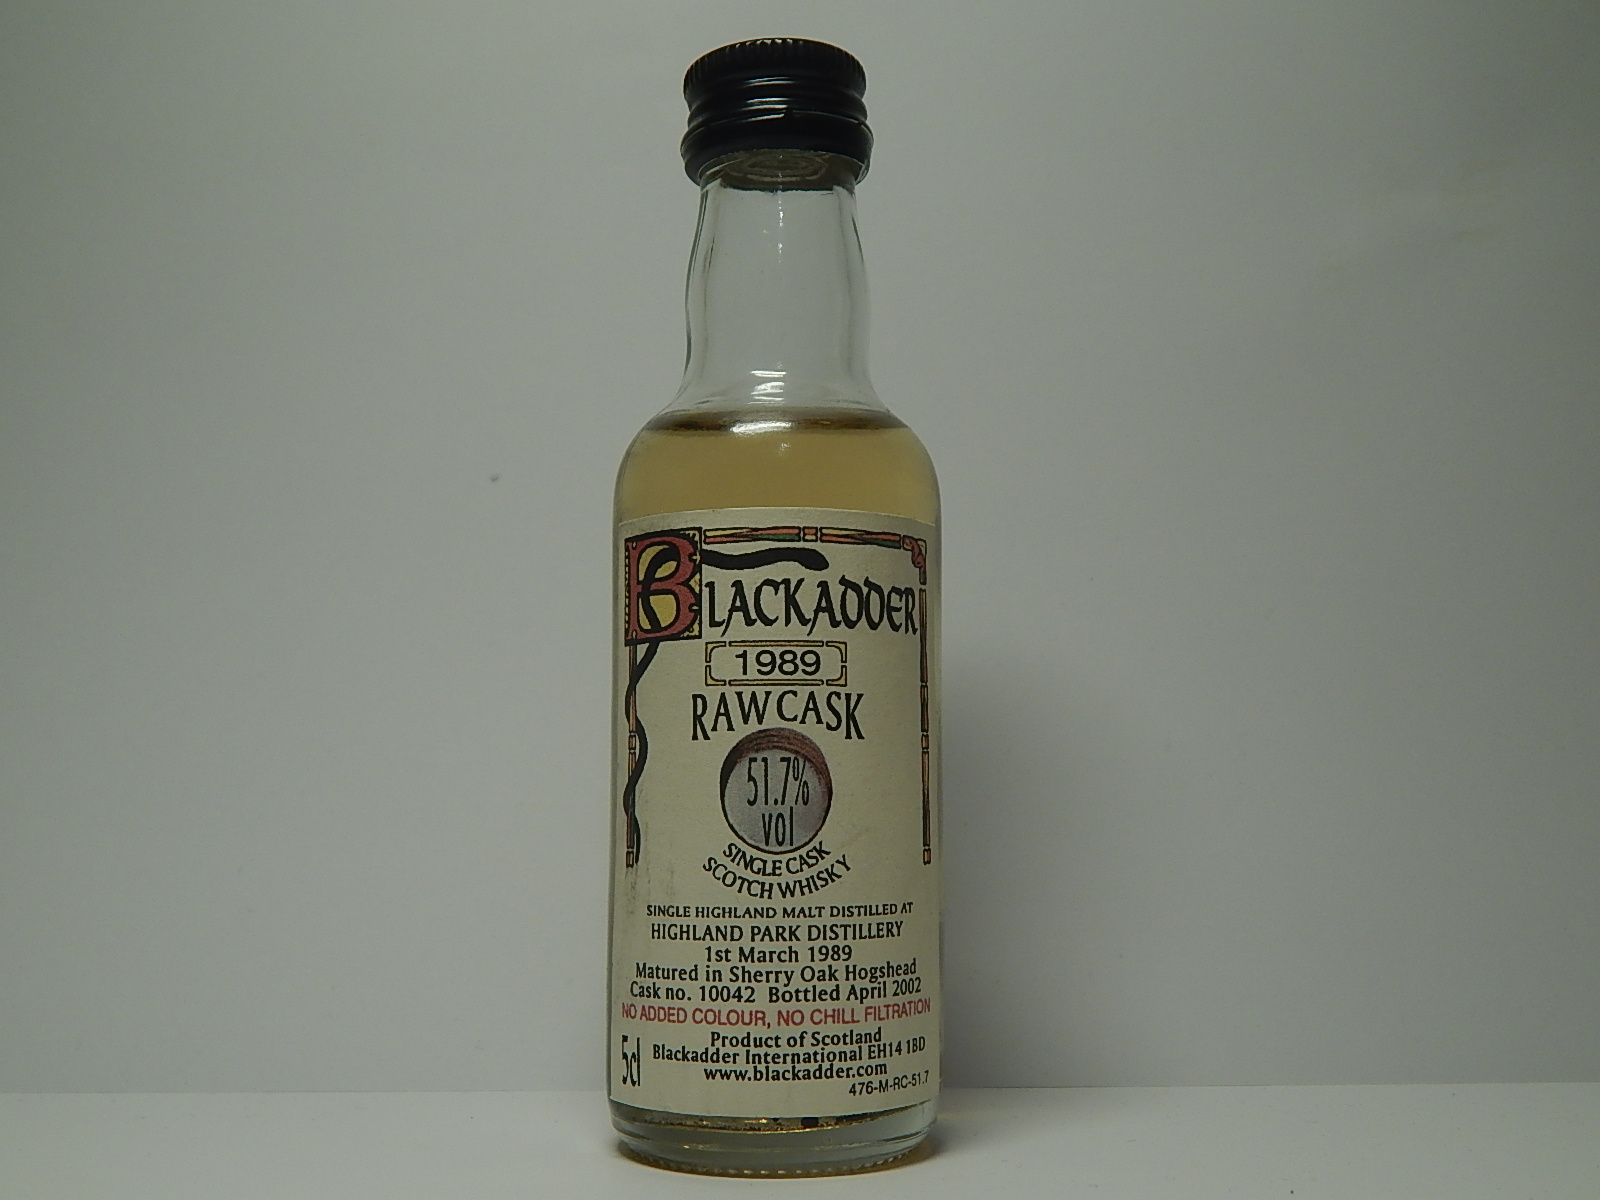 BLACKADDER
1989
RAW CASK
51.7%
vol
SINGLE CASK
SCOTCH WHISKY
SINGLE HIGHLAND MALT DISTILLED AT
HIGHLAND PARK DISTILLERY
1st March 1989
Matured in Sherry Oak Hogshead
Cask no. 10042 Bottled April 2002
NO ADDED COLOUR, NO CHILL FILTRATION
5cl
Product of Scotland
Blackadder International EH14 1BD
www.blackadder.com
476-M-RC-51.7